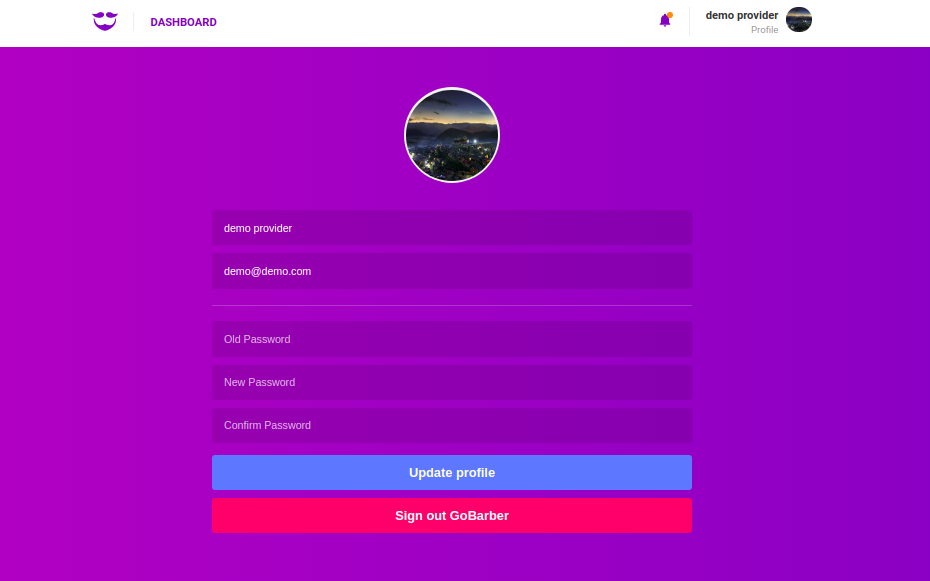 DASHBOARD
demo provider
Profile
demo provider
demo@demo.com
Old Password
New Password
Confirm Password
Update profile
Sign out GoBarber